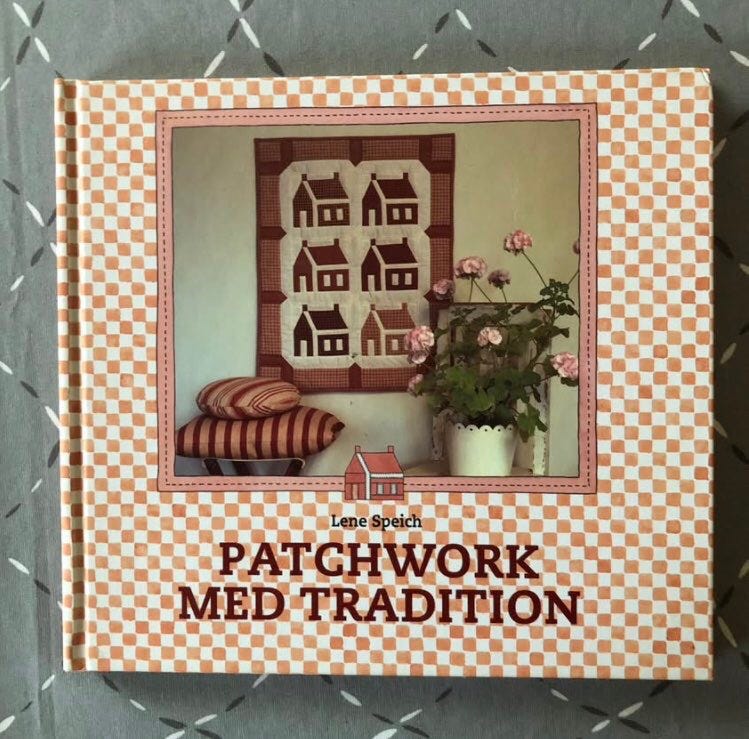 Lene Speich
PATCHWORK
MED TRADITION